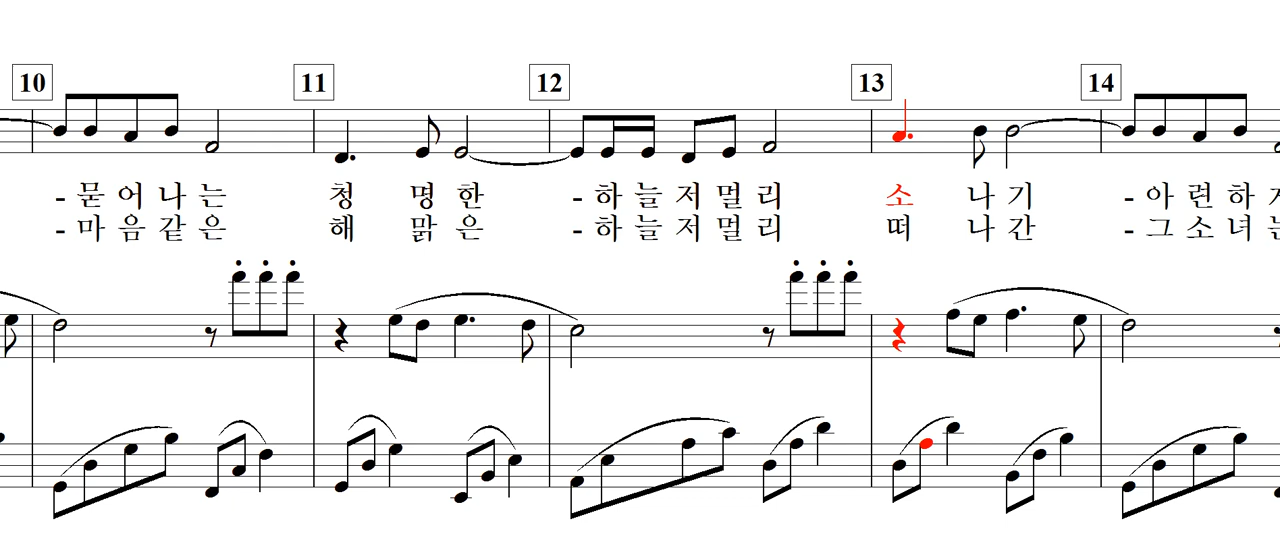 10 11 12 13 14
- 묻 어 나 는 청 명 한 - 하 늘 저 멀 리 소 나 기 - 아 련 하
- 마 음 같 은 해 맑 은 - 하 늘 저 멀 리 떠 나 간 - 그 소 녀